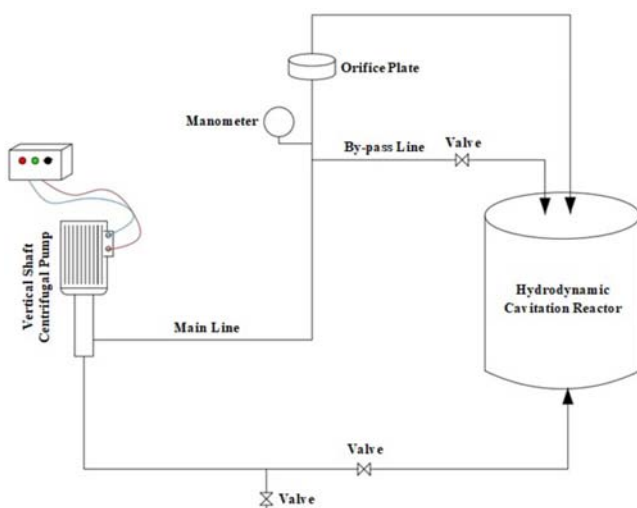 Orifice Plate
Manometer
By-pass Line
Valve
Vertical Shaft
Centrifugal Pump
Main Line
Hydrodynamic
Cavitation Reactor
Valve
Valve